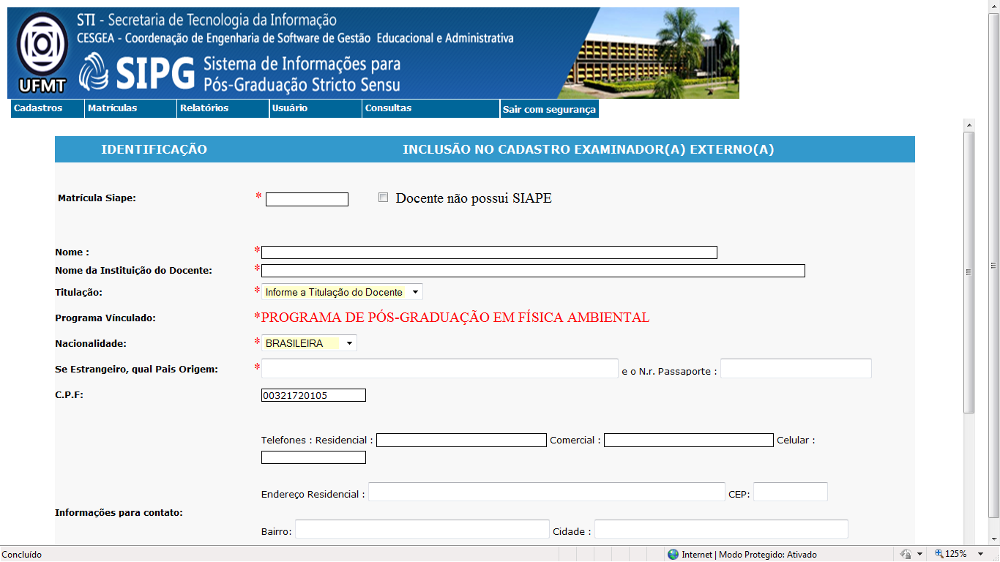 STI - Secretaria de Tecnologia da Informação
CESGEA - Coordenação de Engenharia de Software de Gestão Educacional e Administrativa
UFMT
SIPG Sistema de Informações para
Pós-Graduação Stricto Sensu
Cadastros Matrículas Relatórios Usuário Consultas Sair com segurança
IDENTIFICAÇÃO INCLUSÃO NO CADASTRO EXAMINADOR(A) EXTERNO(A)
Matrícula Siape: * Docente não possui SIAPE
Nome : *
Nome da Instituição do Docente: *
Titulação: * Informe a Titulação do Docente
Programa Vínculado: *PROGRAMA DE PÓS-GRADUAÇÃO EM FÍSICA AMBIENTAL
Nacionalidade: * BRASILEIRA
Se Estrangeiro, qual Pais Origem: * e o N.r. Passaporte :
C.P.F: 00321720105
Telefones : Residencial : Comercial : Celular :
Endereço Residencial : CEP:
Informações para contato:
Bairro: Cidade :
Concluído Internet | Modo Protegido: Ativado 125%